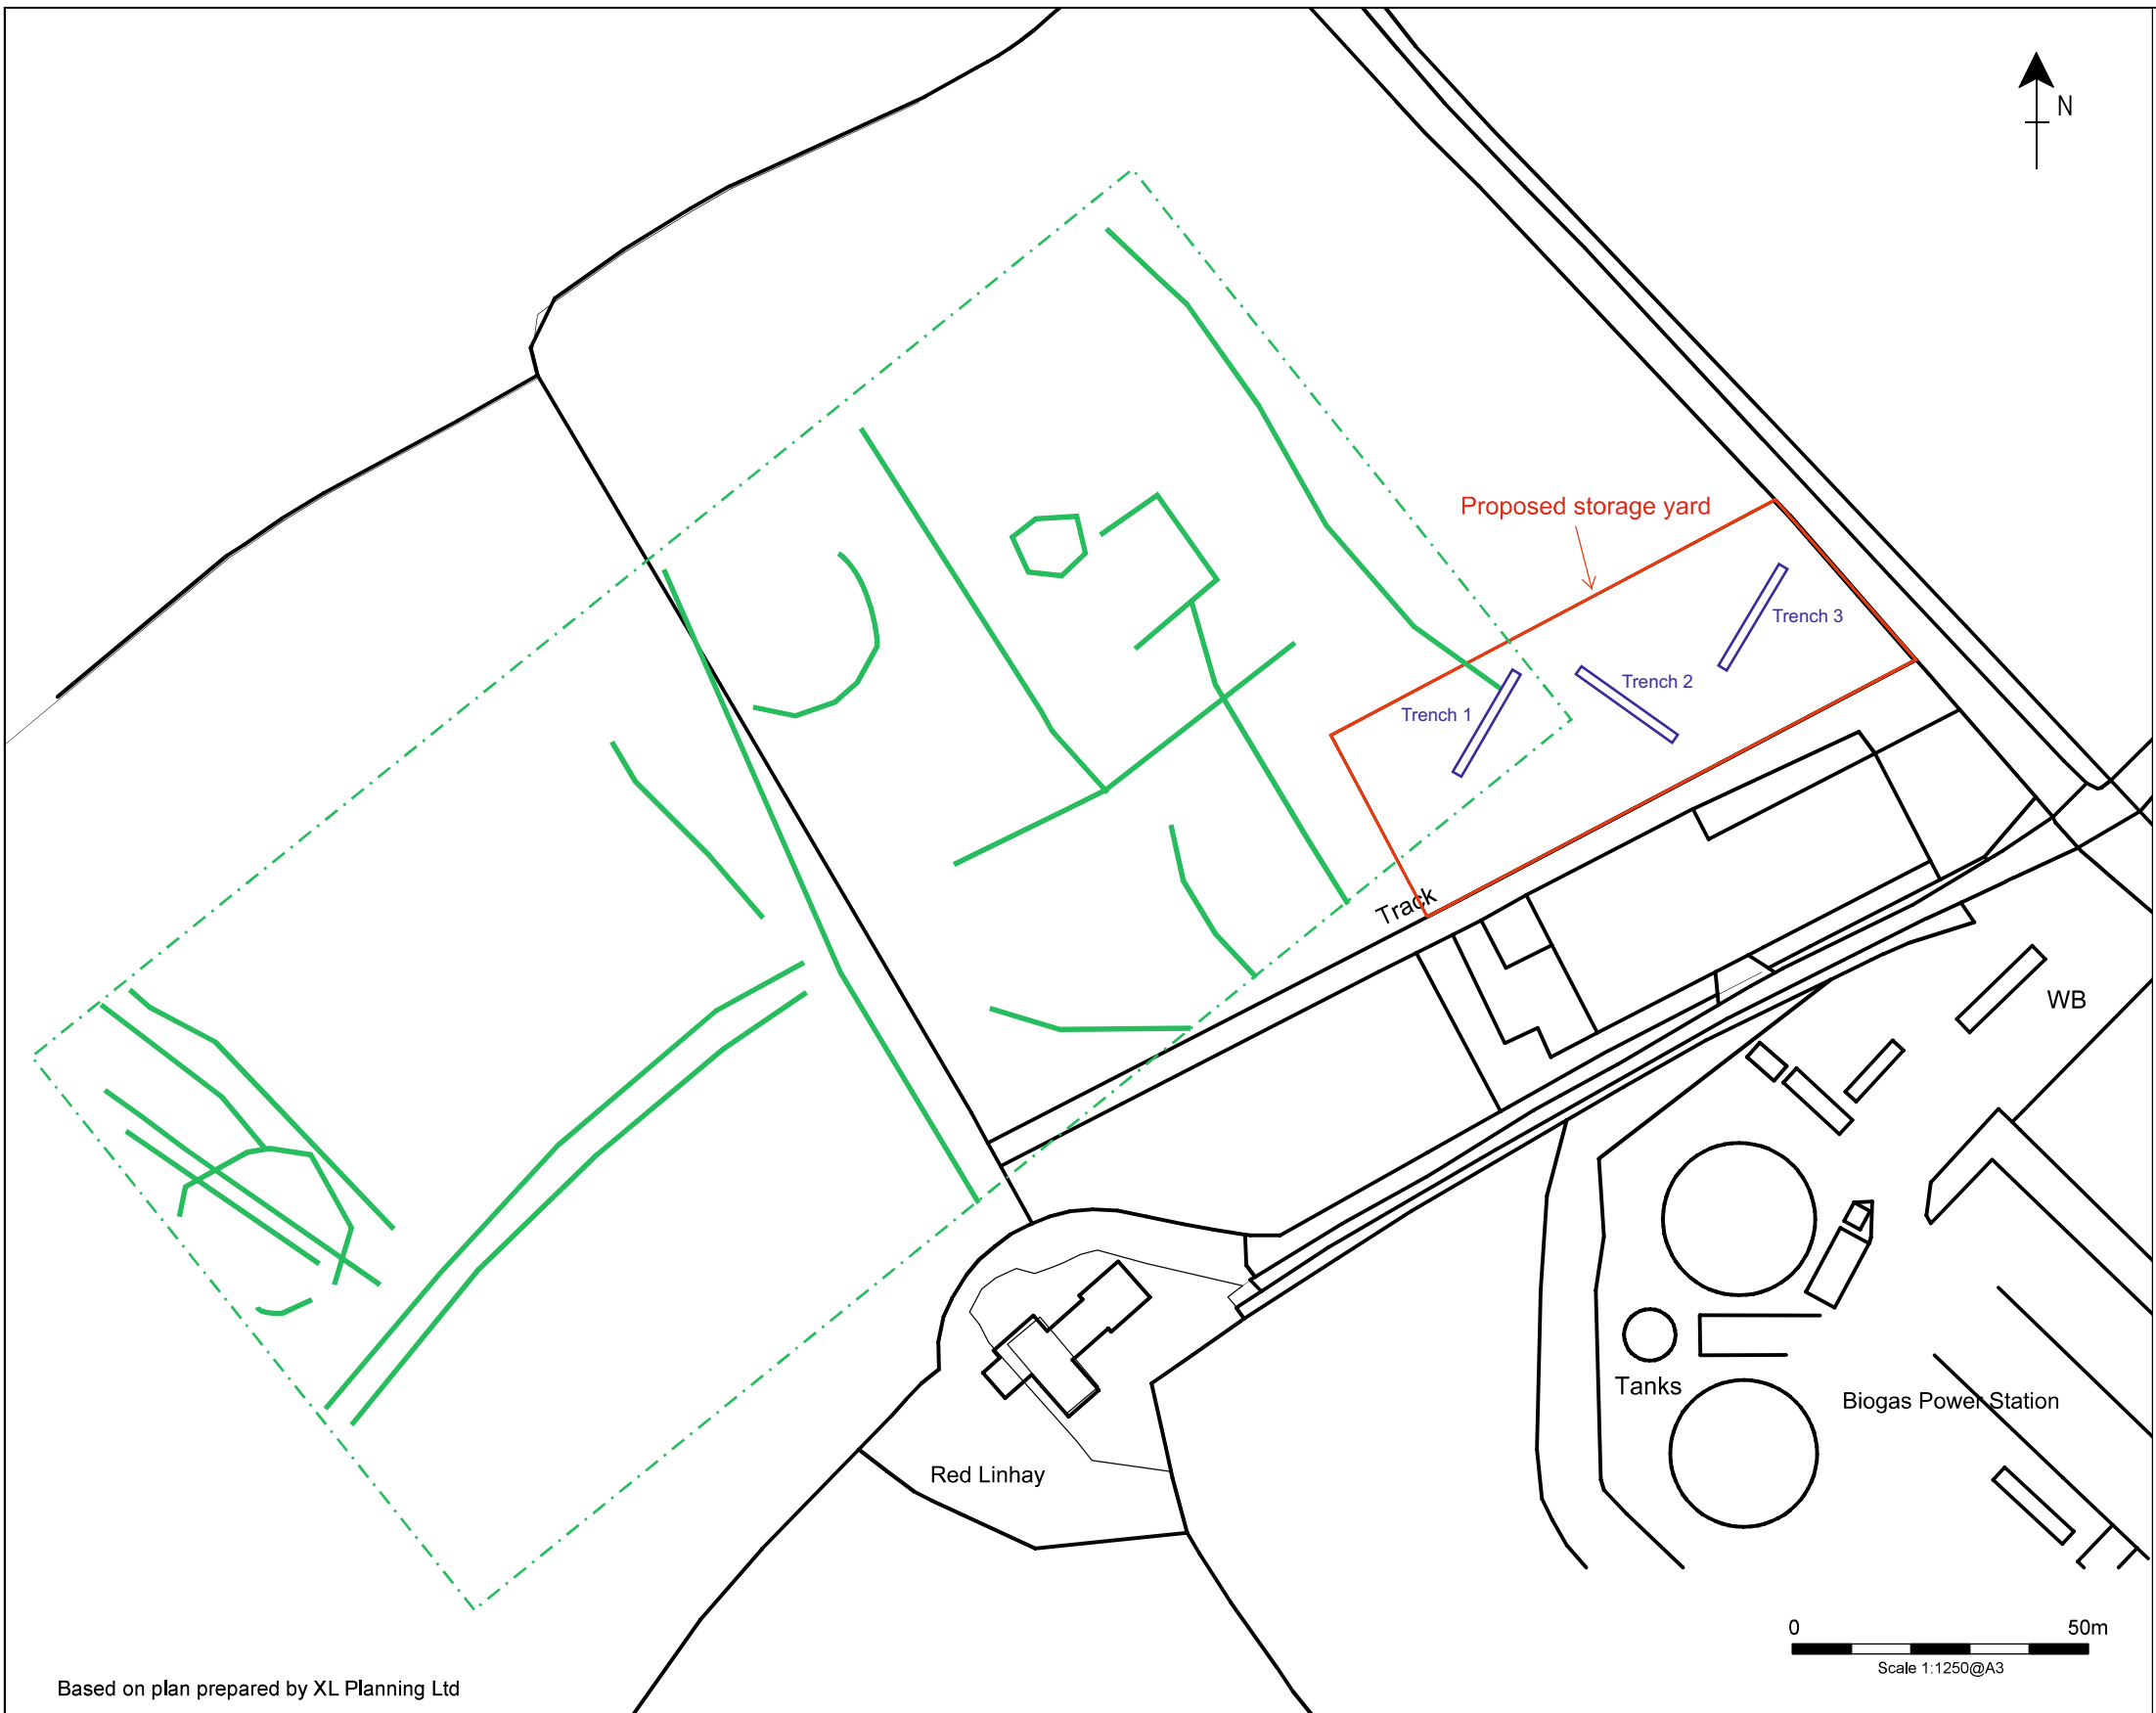 N
Proposed storage yard
Trench 3
Trench 2
Trench 1
Track
WB
Tanks
Biogas Power Station
Red Linhay
0 50m
Scale 1:1250@A3
Based on plan prepared by XL Planning Ltd